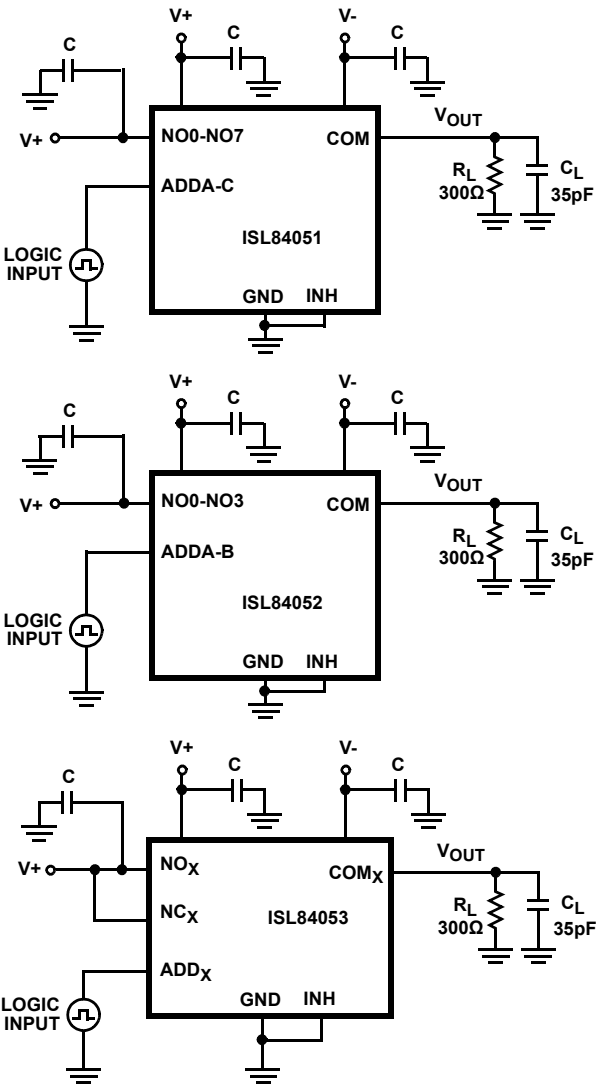 V+
V-
C
C
C
V+
NO0-NO7
COM
VOUT
ADDA-C
RL
300Ω
CL
35pF
ISL84051
LOGIC
INPUT
GND
INH
V+
V-
C
C
C
V+
NO0-NO3
COM
VOUT
ADDA-B
RL
300Ω
CL
35pF
ISL84052
LOGIC
INPUT
GND
INH
V+
V-
C
C
C
V+
NOX
COMX
VOUT
NCX
RL
300Ω
CL
35pF
ISL84053
ADDX
LOGIC
INPUT
GND
INH